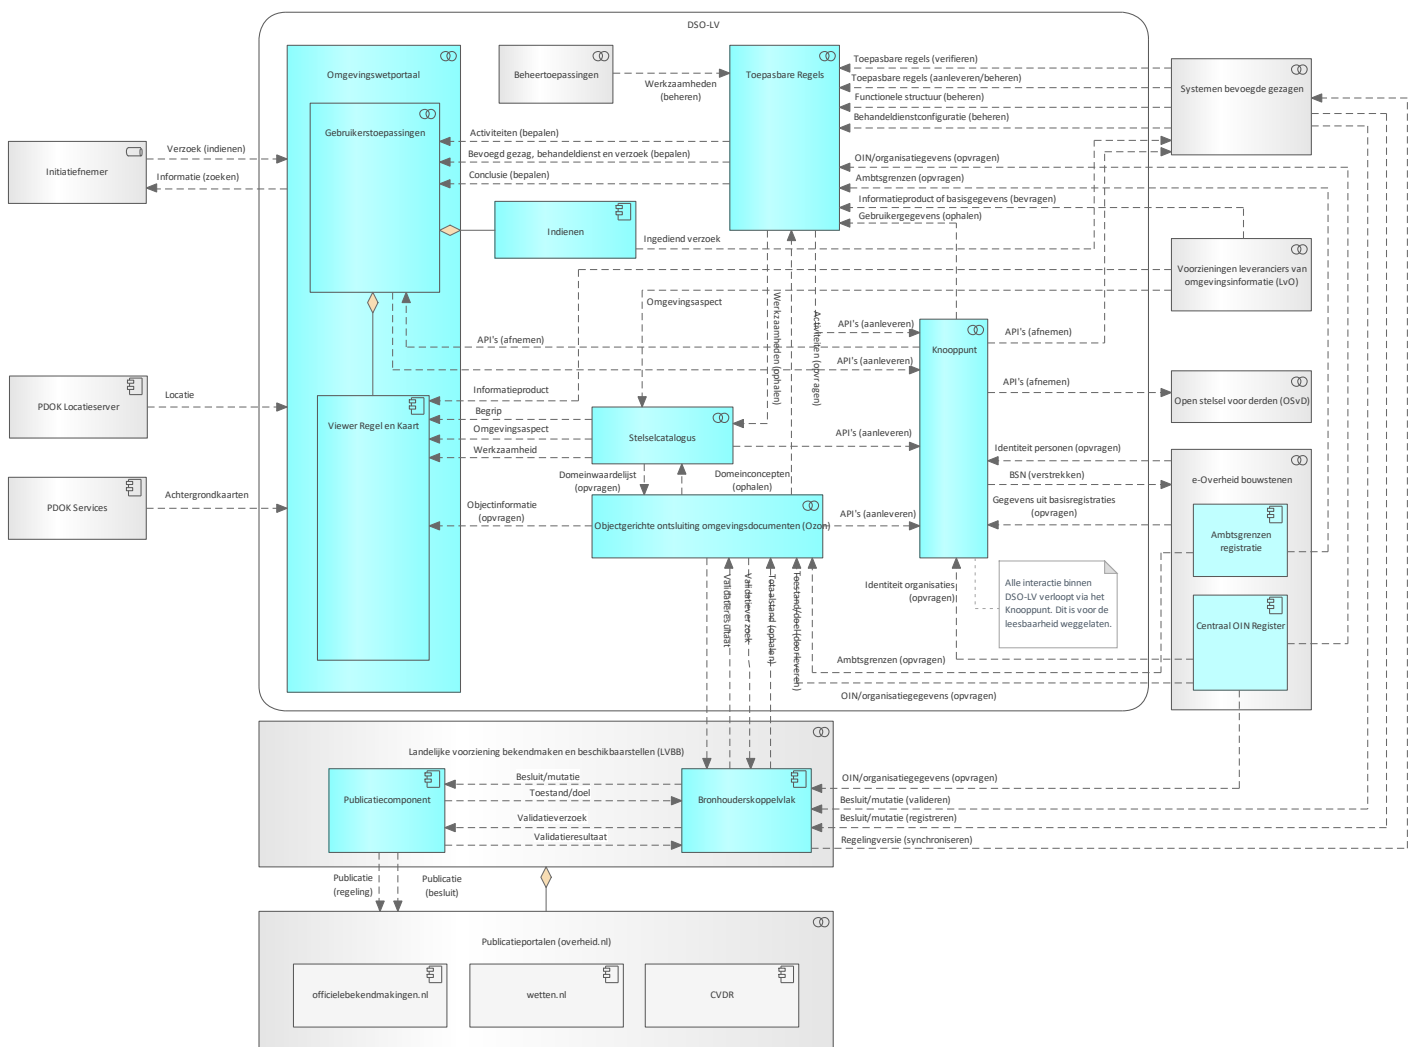 DSO-LV
Omgevingswetportaal
Gebruikerstoepassingen
Beheertoepassingen
Werkzaamheden
(beheren)
Toepasbare Regels
Toepasbare regels (verifieren)
Toepasbare regels (aanleveren/beheren)
Functionele structuur (beheren)
Behandeldienstconfiguratie (beheren)
Systemen bevoegde gezagen
Initiatiefnemer
Verzoek (indienen)
Informatie (zoeken)
Activiteiten (bepalen)
Bevoegd gezag, behandeldienst en verzoek (bepalen)
Conclusie (bepalen)
OIN/organisatiegevens (opvragen)
Ambtsgrenzen (opvragen)
Informatieproduct of basisgegevens (bevragen)
Gebruikergegevens (ophalen)
Indienen
Ingediend verzoek
Voorzieningen leveranciers van
omgevingsinformatie (LvO)
Omgevingsaspect
Werkzaamheden (ophalen)
Activiteiten (opvragen)
API's (aanleveren)
API's (afnemen)
Knooppunt
API's (afnemen)
API's (aanleveren)
API's (afnemen)
Open stelsel voor derden (OSvD)
PDOK Locatieserver
Locatie
Viewer Regel en Kaart
Informatieproduct
Begrip
Omgevingsaspect
Werkzaamheid
Stelselcatalogus
API's (aanleveren)
Identiteit personen (opvragen)
BSN (verstrekken)
Gegevens uit basisregistraties
(opvragen)
e-Overheid bouwstenen
Ambtsgrenzen
registratie
Centraal OIN Register
PDOK Services
Achtergrondkaarten
Domeinwaardelijst
(opvragen)
Domeinconcepten
(ophalen)
Objectinformatie
(opvragen)
Objectgerichte ontsluiting omgevingsdocumenten (Ozon)
API's (aanleveren)
Identiteit organisaties
(opvragen)
Alle interactie binnen
DSO-LV verloopt via het
Knooppunt. Dit is voor de
leesbaarheid weggelaten.
Validatieresultaat
Validatieverzoek
Totaalstand (ophalen)
Toestand/doel (doorleveren)
Ambtsgrenzen (opvragen)
OIN/organisatiegevens (opvragen)
Landelijke voorziening bekendmaken en beschikbaarstellen (LVBB)
Publicatiecomponent
Besluit/mutatie
Toestand/doel
Validatieverzoek
Validatieresultaat
Bronhouderskoppelvlak
OIN/organisatiegegevens (opvragen)
Besluit/mutatie (valideren)
Besluit/mutatie (registreren)
Regelingversie (synchroniseren)
Publicatie
(regeling)
Publicatie
(besluit)
Publicatieportalen (overheid.nl)
officielebekendmakingen.nl
wetten.nl
CVDR